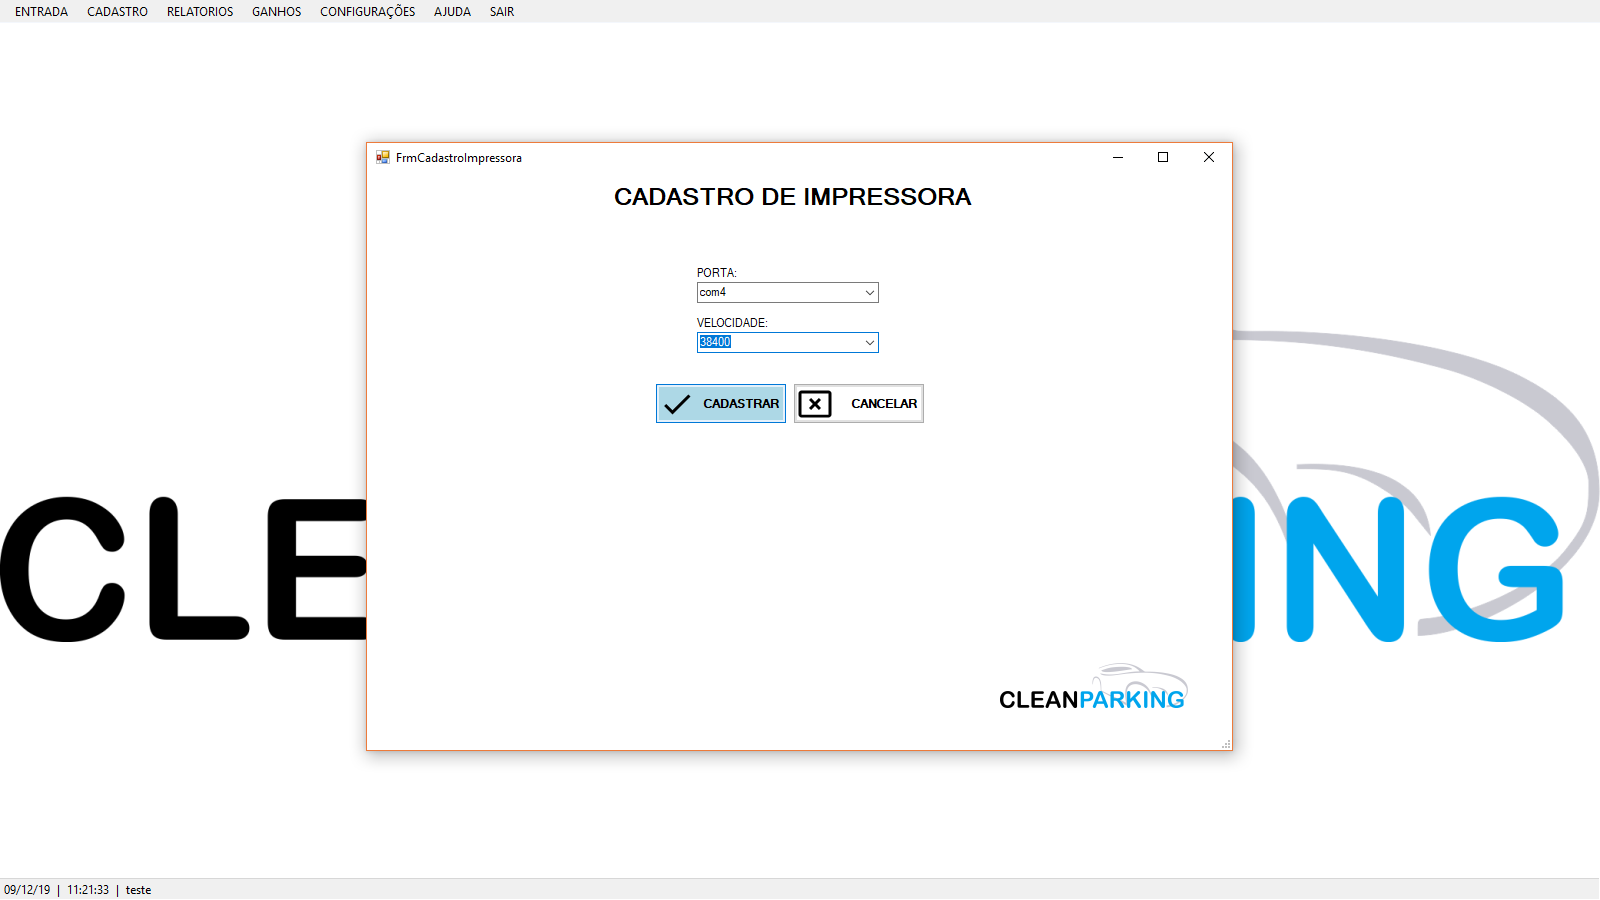 ENTRADA CADASTRO RELATORIOS GANHOS CONFIGURAÇÕES AJUDA SAIR
FrmCadastroImpressora
CADASTRO DE IMPRESSORA
PORTA:
com4
VELOCIDADE:
38400
CADASTRAR CANCELAR
CLE ING
CLEANPARKING
09/12/19 | 11:21:33 | teste